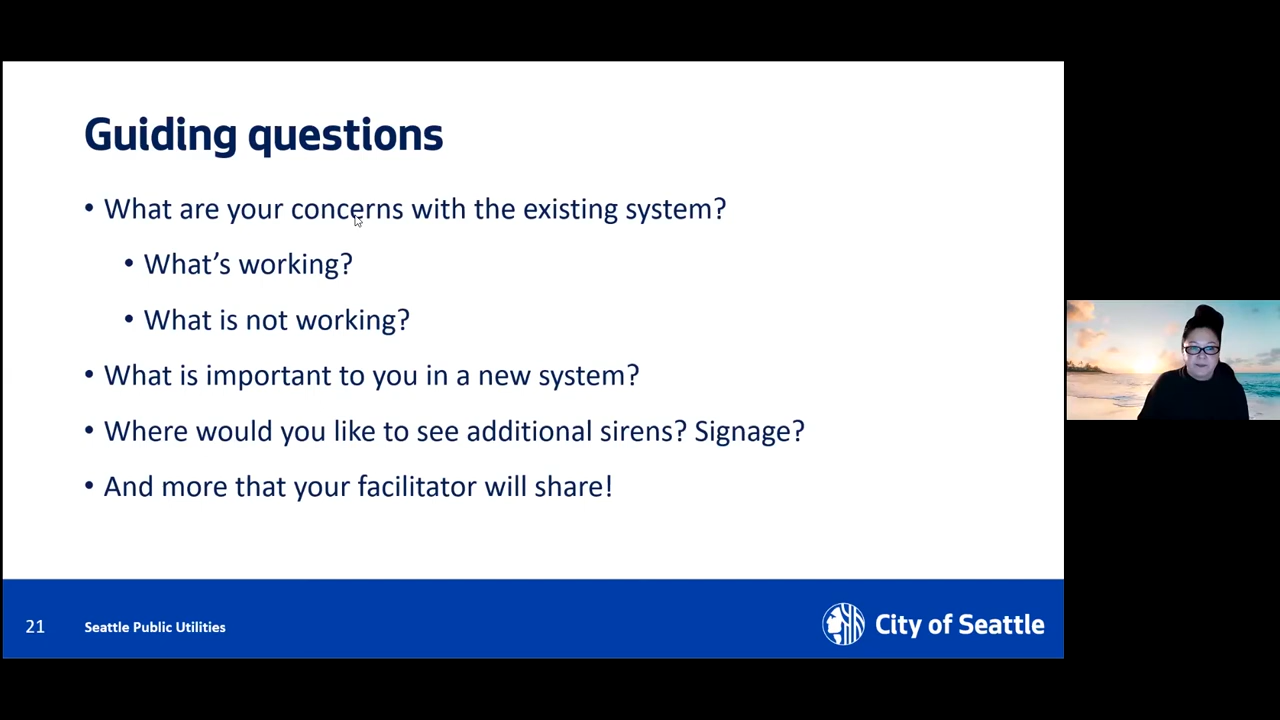 Guiding questions
• What are your concerns with the existing system?
• What’s working?
• What is not working?
• What is important to you in a new system?
• Where would you like to see additional sirens? Signage?
• And more that your facilitator will share!
21
Seattle Public Utilities
City of Seattle